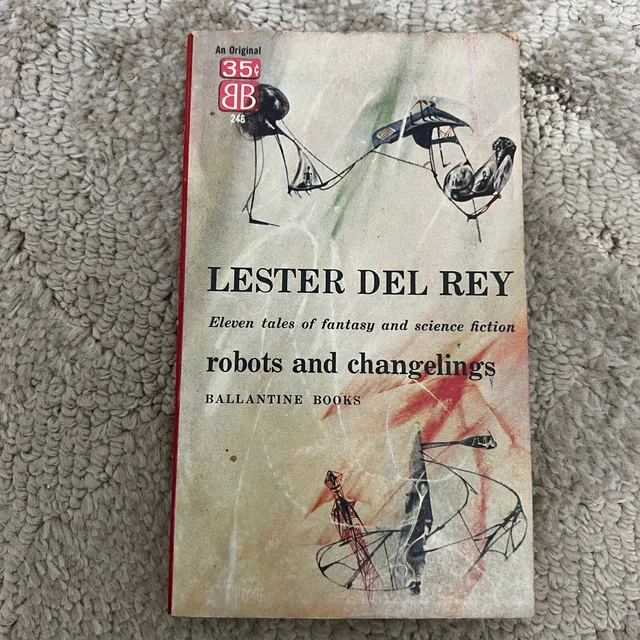 An Original
35¢
BB
246
LESTER DEL REY
Eleven tales of fantasy and science fiction
robots and changelings
BALLANTINE BOOKS